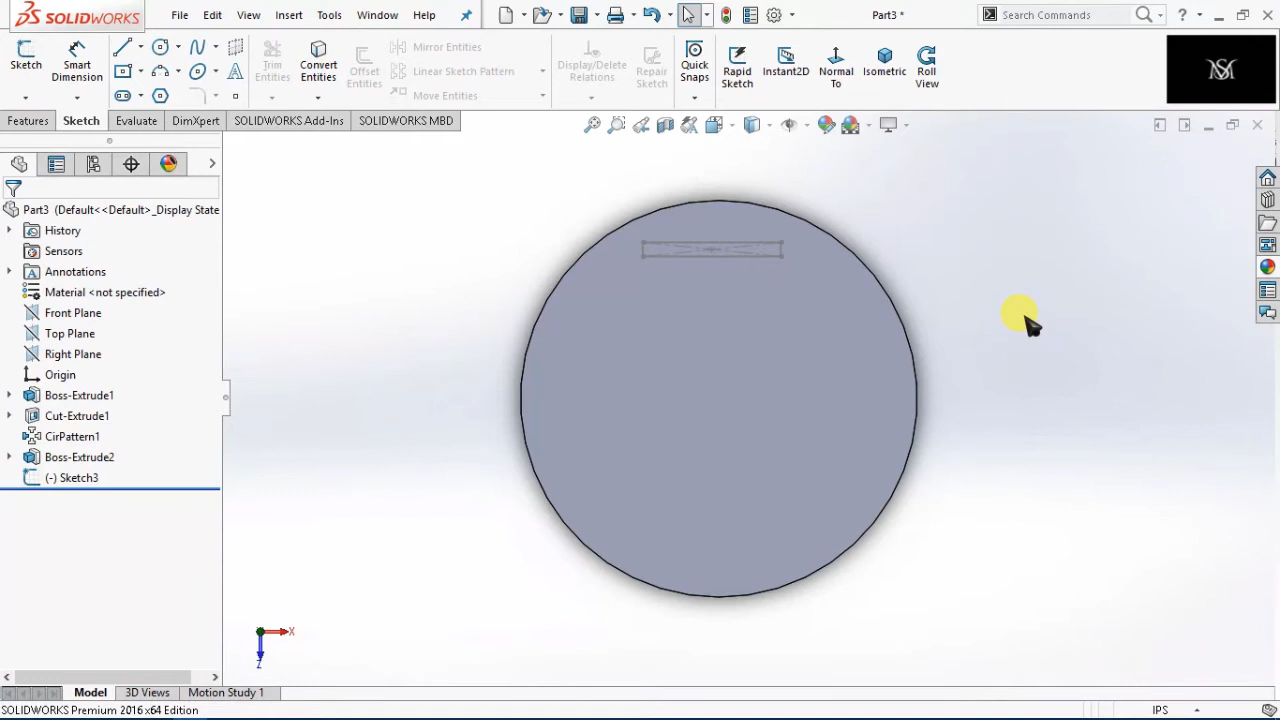 SOLIDWORKS File Edit View Insert Tools Window Help Part3 * Search Commands ?
Sketch Smart Dimension Trim Entities Convert Entities Offset Entities Mirror Entities Linear Sketch Pattern Move Entities Display/Delete Relations Repair Sketch Quick Snaps Rapid Sketch Instant2D Normal To Isometric Roll View
Features Sketch Evaluate DimXpert SOLIDWORKS Add-Ins SOLIDWORKS MBD
Part3 (Default<<Default>_Display State
History
Sensors
Annotations
Material <not specified>
Front Plane
Top Plane
Right Plane
Origin
Boss-Extrude1
Cut-Extrude1
CirPattern1
Boss-Extrude2
(-) Sketch3
X
Z
Model 3D Views Motion Study 1
SOLIDWORKS Premium 2016 x64 Edition IPS